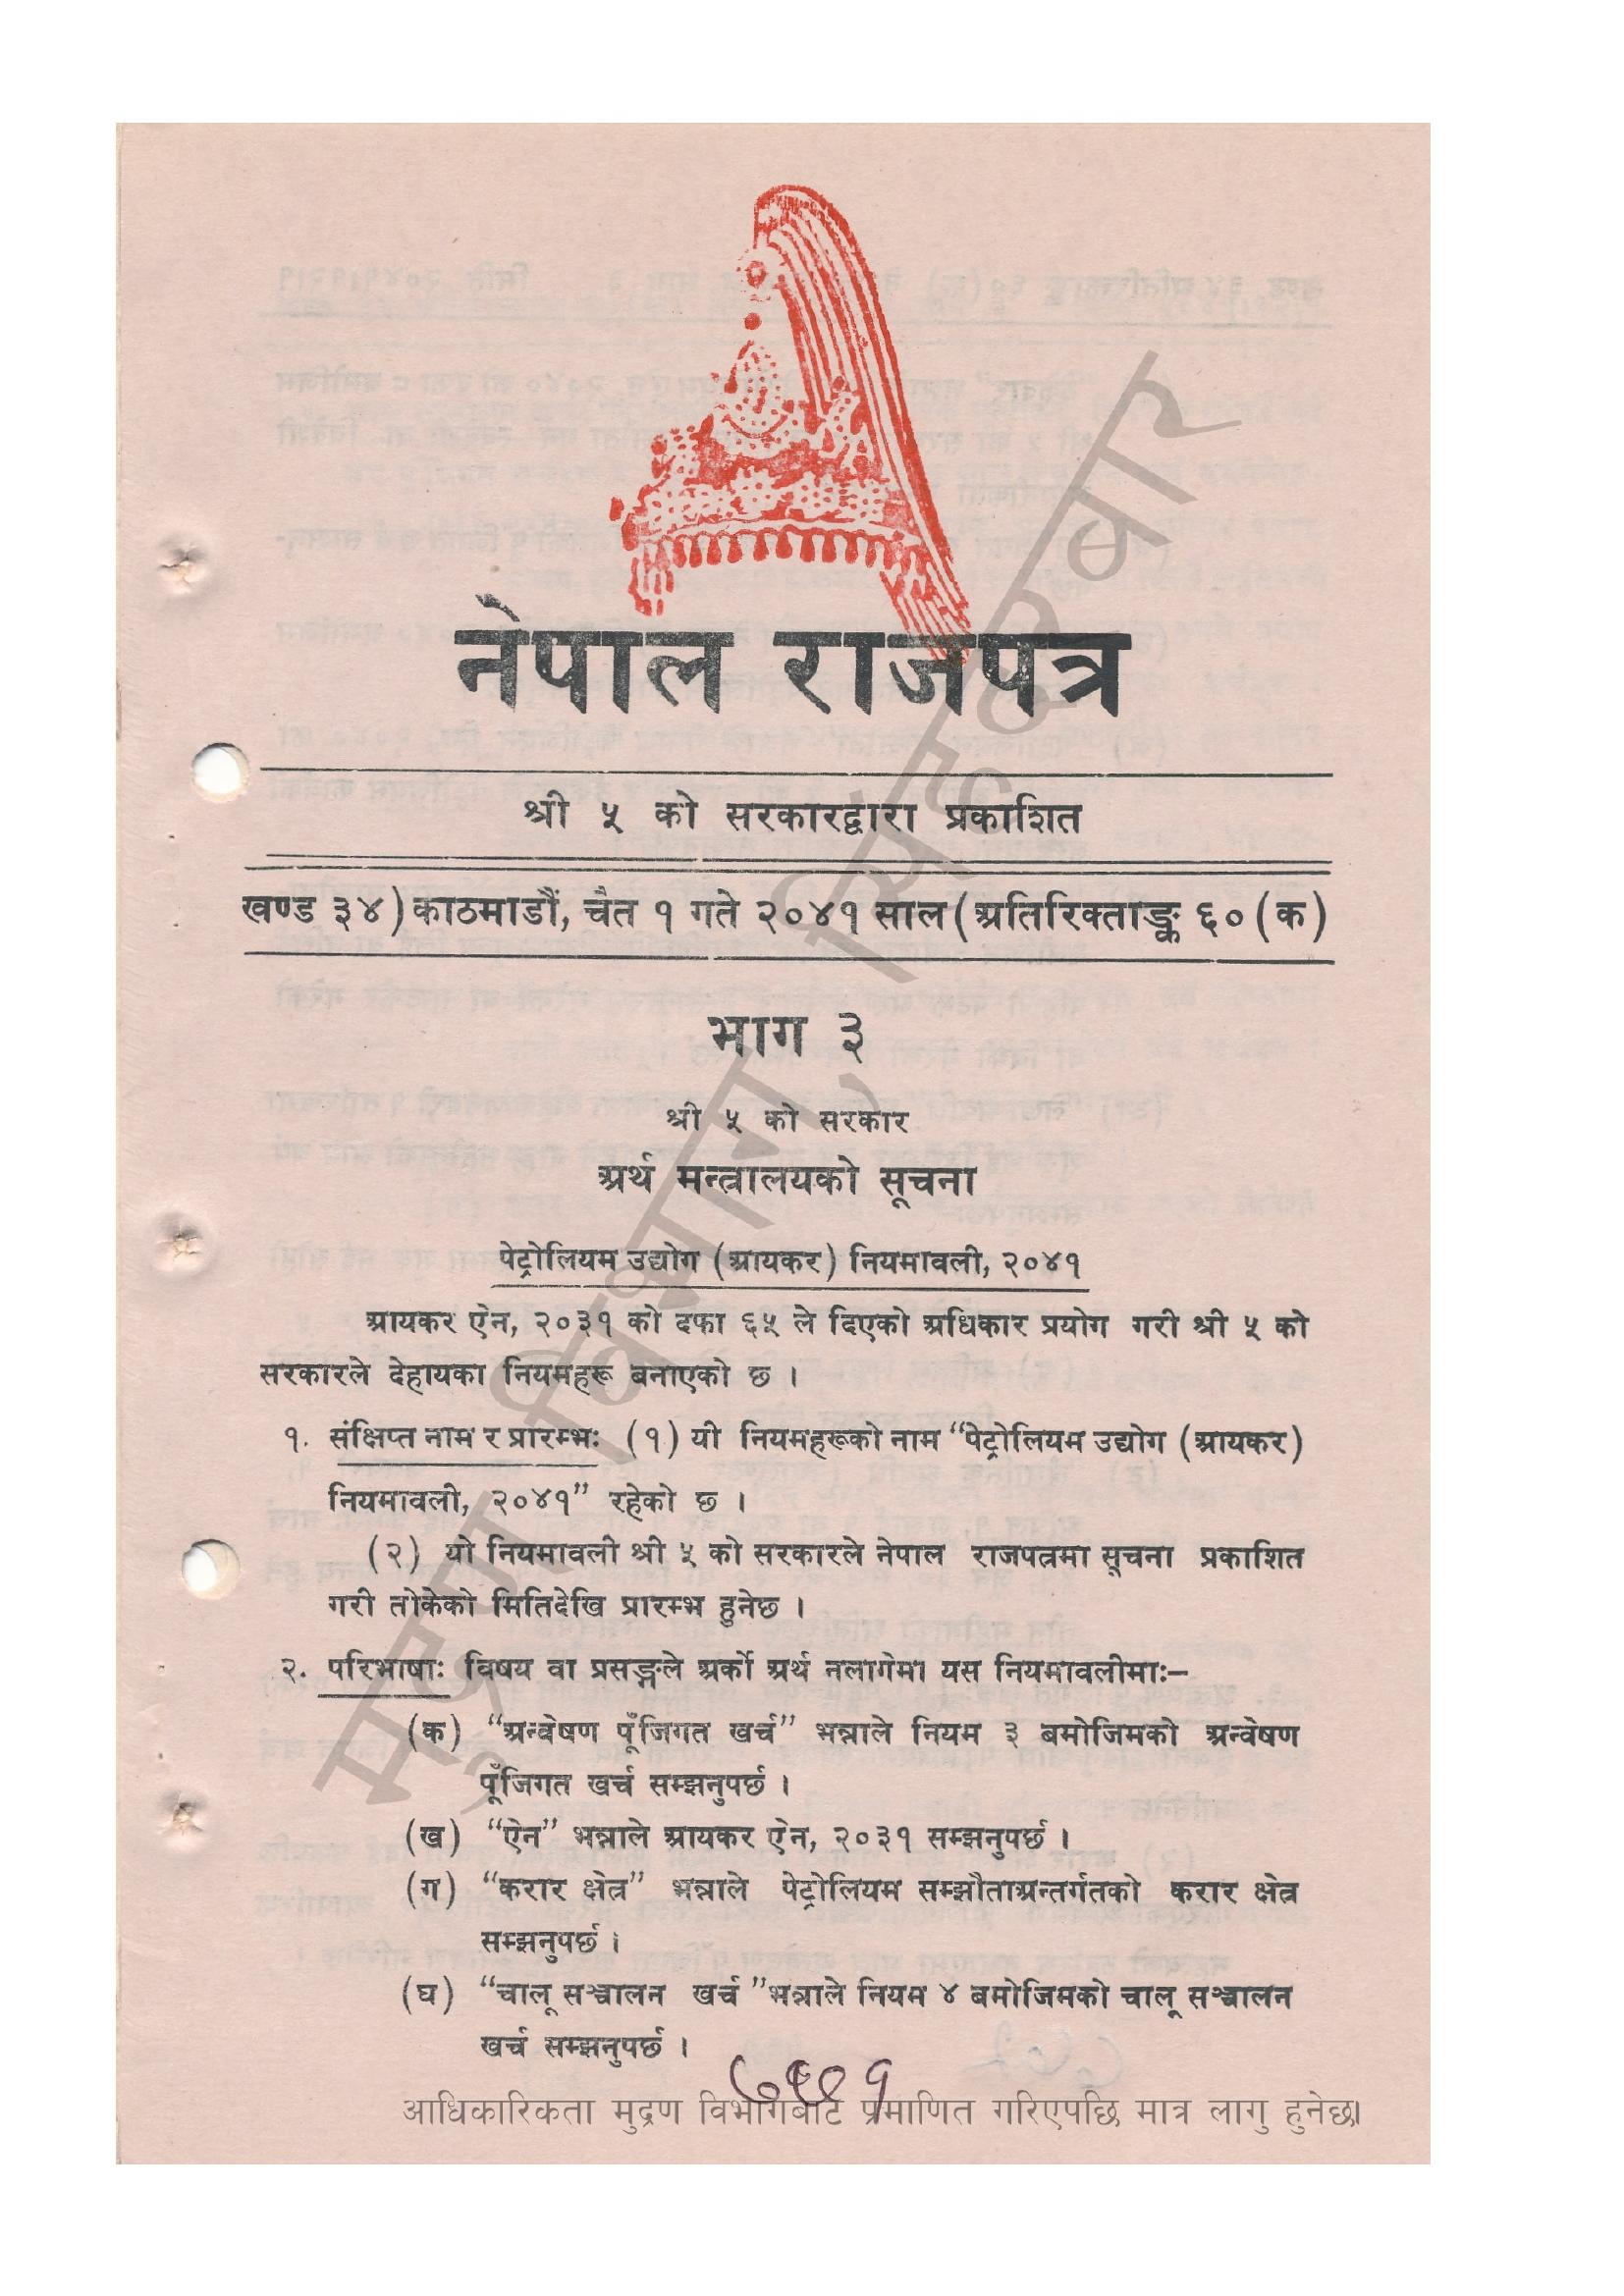 नेपाल राजपत्र
श्री ५ को सरकारद्वारा प्रकाशित
खण्ड ३४) काठमाडौं, चैत १ गते २०४१ साल (अतिरिक्ताङ्क ६० (क)
भाग ३
श्री ५ को सरकार
अर्थ मन्त्रालयको सूचना
पेट्रोलियम उद्योग (आयकर) नियमावली, २०४१
आयकर ऐन, २०३१ को दफा ६५ ले दिएको अधिकार प्रयोग गरी श्री ५ को
सरकारले देहायका नियमहरू बनाएको छ ।
१. संक्षिप्त नाम र प्रारम्भः (१) यी नियमहरूको नाम “पेट्रोलियम उद्योग (आयकर)
नियमावली, २०४१” रहेको छ ।
(२) यो नियमावली श्री ५ को सरकारले नेपाल राजपत्रमा सूचना प्रकाशित
गरी तोकेको मितिदेखि प्रारम्भ हुनेछ ।
२. परिभाषाः विषय वा प्रसङ्गले अर्को अर्थ नलागेमा यस नियमावलीमाः–
(क) “अन्वेषण पूँजिगत खर्च” भन्नाले नियम ३ बमोजिमको अन्वेषण
पूँजिगत खर्च सम्झनुपर्छ ।
(ख) “ऐन” भन्नाले आयकर ऐन, २०३१ सम्झनुपर्छ ।
(ग) “करार क्षेत्र” भन्नाले पेट्रोलियम सम्झौताअन्तर्गतको करार क्षेत्र
सम्झनुपर्छ ।
(घ) “चालू सञ्चालन खर्च ”भन्नाले नियम ४ बमोजिमको चालू सञ्चालन
खर्च सम्झनुपर्छ ।
आधिकारिकता मुद्रण विभागबाट प्रमाणित गरिएपछि मात्र लागु हुनेछ।
मुद्रण विभाग, सिंहदरबार